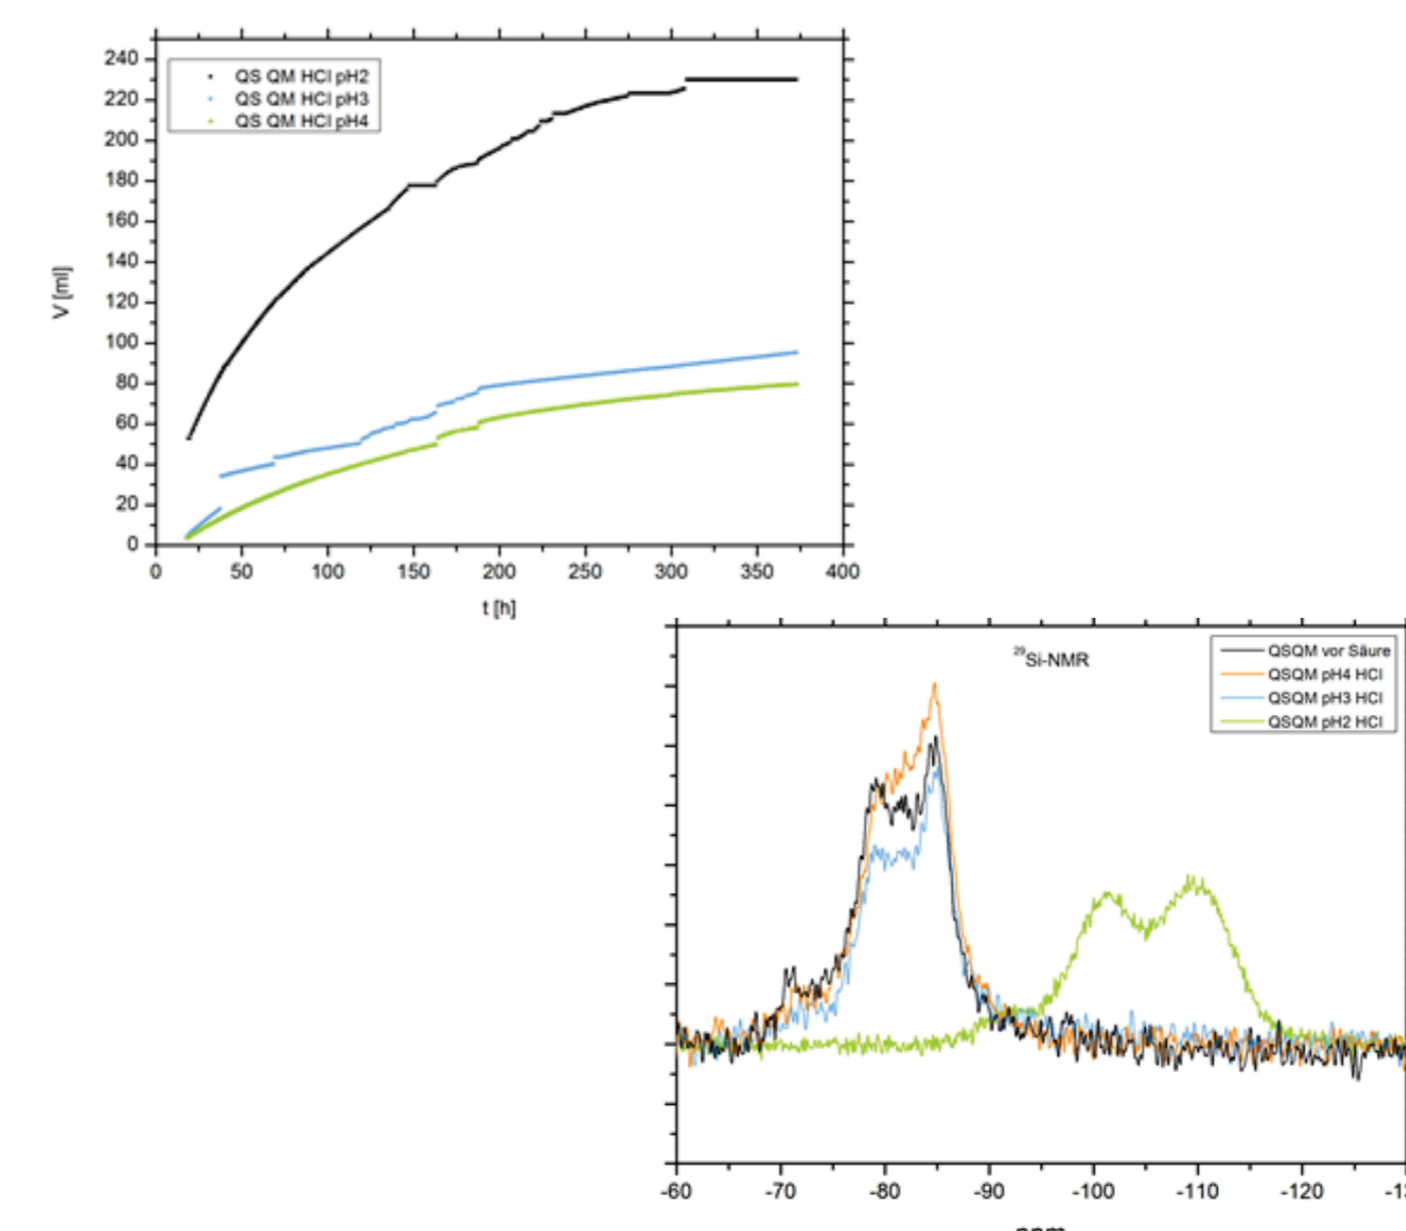 240
220
200
180
160
140
120
100
80
60
40
20
0
V [ml]
QS QM HCl pH2
QS QM HCl pH3
QS QM HCl pH4
0 50 100 150 200 250 300 350 400
t [h]
29Si-NMR
QSQM vor Säure
QSQM pH4 HCl
QSQM pH3 HCl
QSQM pH2 HCl
-60 -70 -80 -90 -100 -110 -120